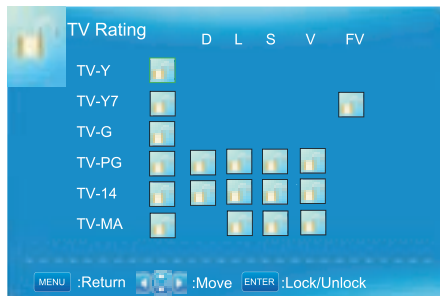 TV Rating
D L S V FV
TV-Y
TV-Y7
TV-G
TV-PG
TV-14
TV-MA
MENU :Return :Move ENTER :Lock/Unlock